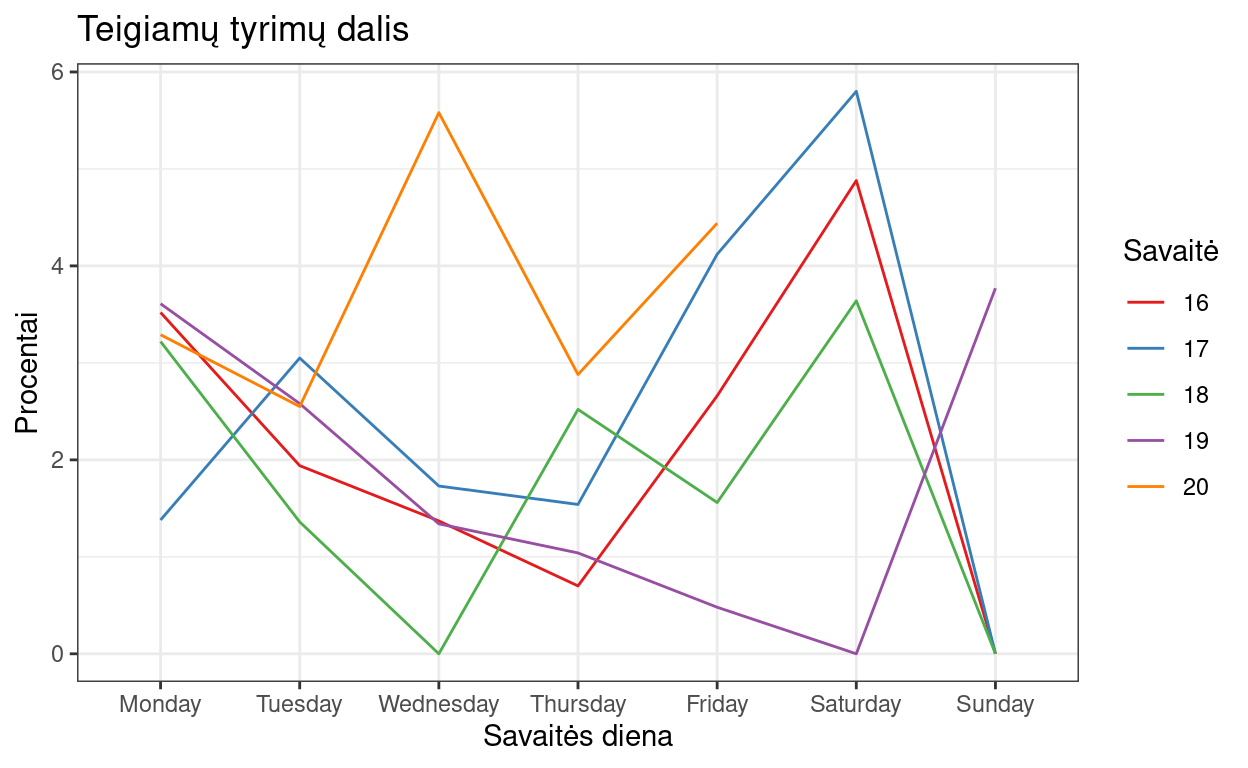 Teigiamų tyrimų dalis
Procentai
6
4
2
0
Monday Tuesday Wednesday Thursday Friday Saturday Sunday
Savaitės diena
Savaitė
16
17
18
19
20